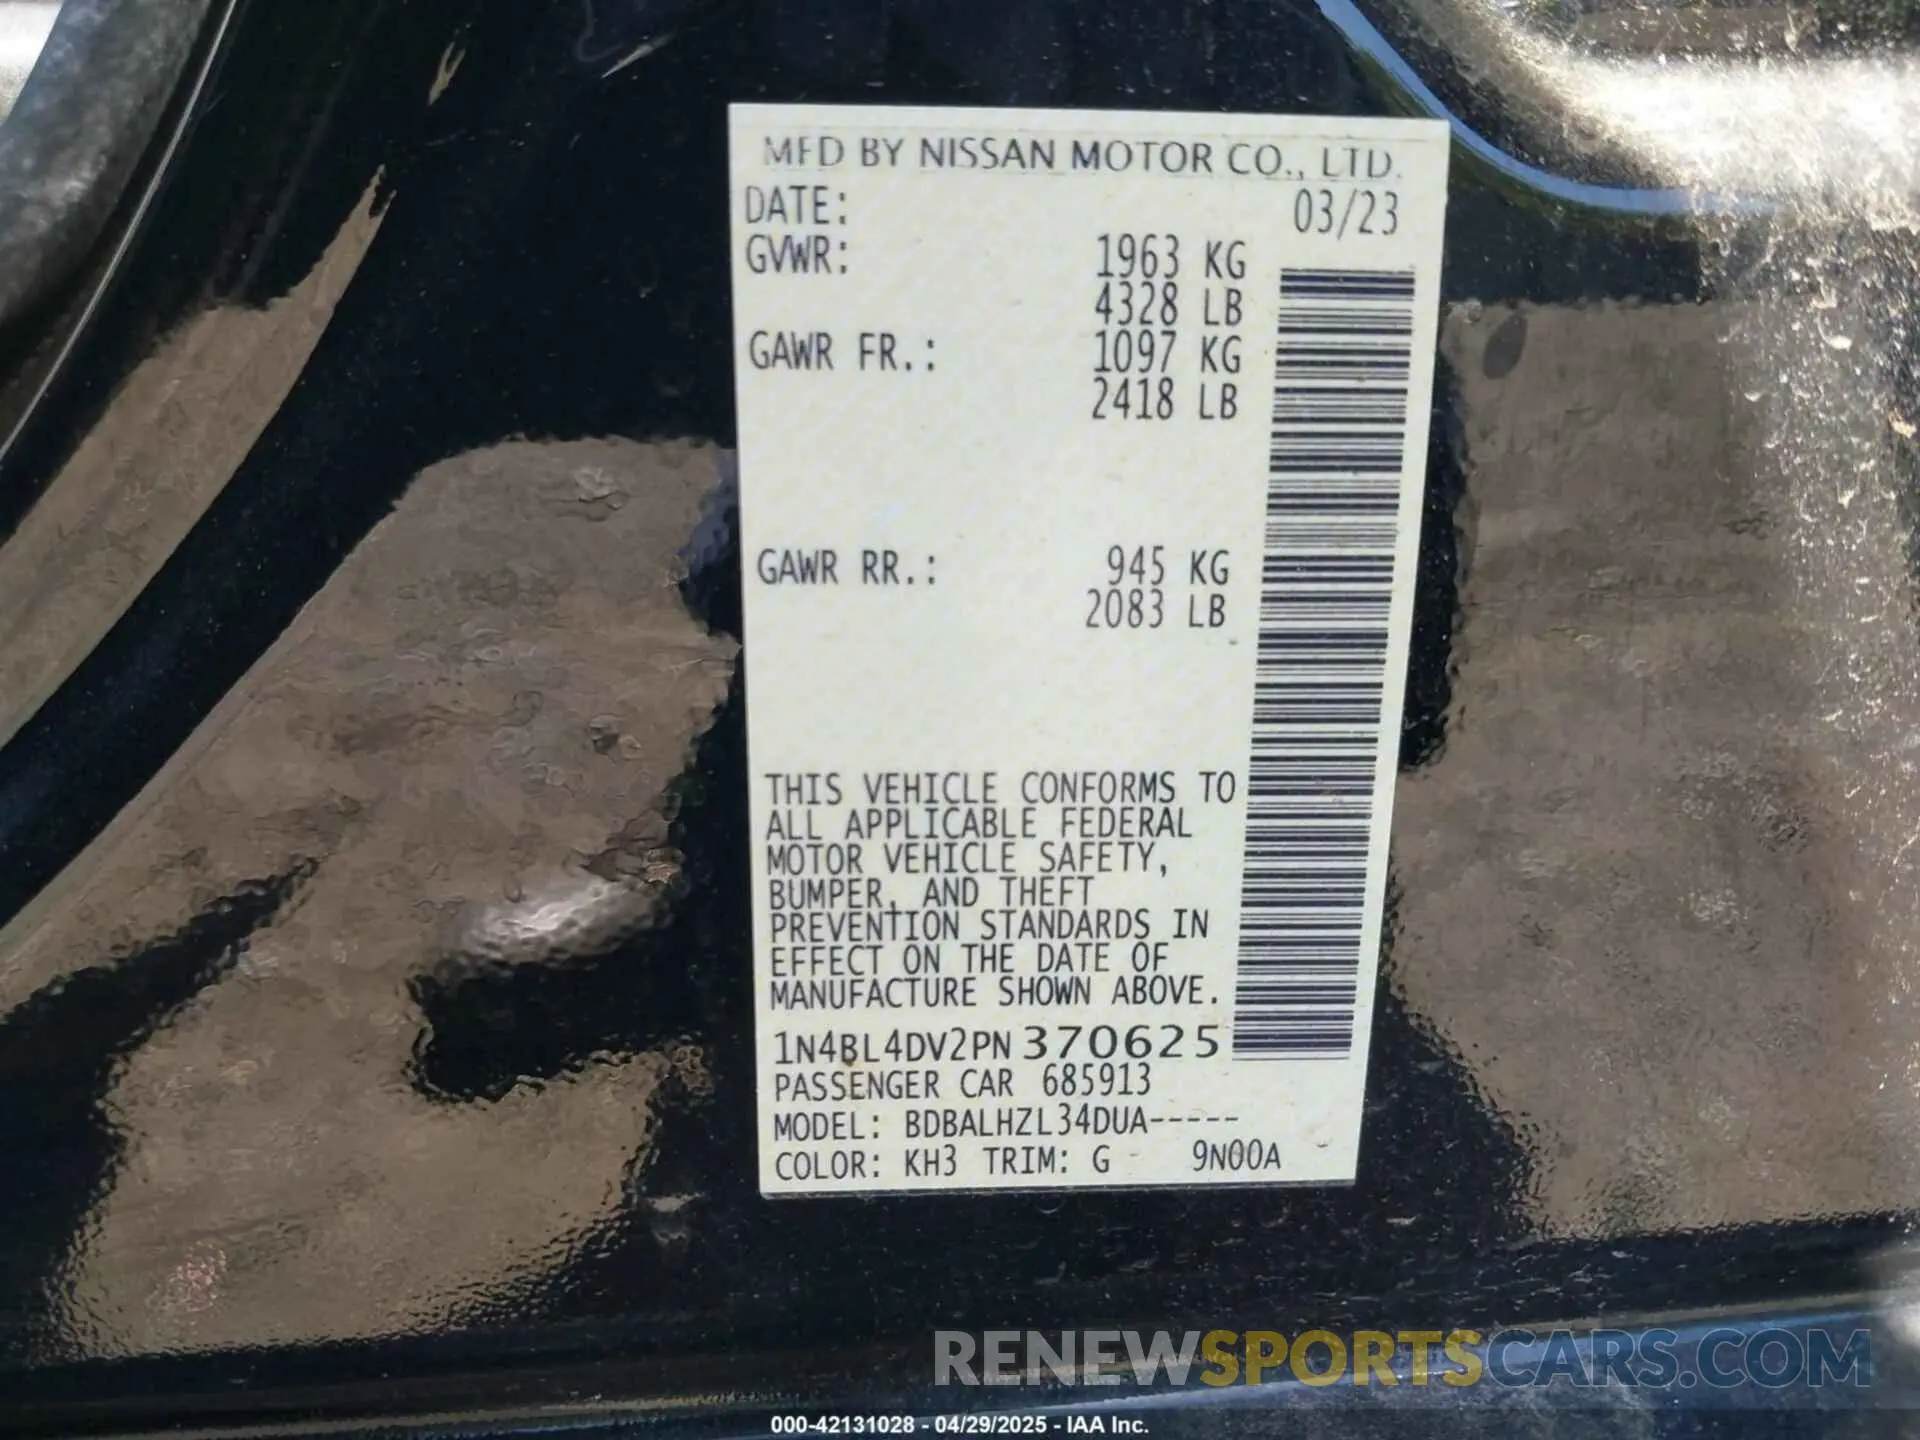 MFD BY NISSAN MOTOR CO., LTD.
DATE: 03/23
GVWR: 1963 KG
4328 LB
GAWR FR.: 1097 KG
2418 LB
GAWR RR.: 945 KG
2083 LB
THIS VEHICLE CONFORMS TO
ALL APPLICABLE FEDERAL
MOTOR VEHICLE SAFETY,
BUMPER, AND THEFT
PREVENTION STANDARDS IN
EFFECT ON THE DATE OF
MANUFACTURE SHOWN ABOVE.
1N4BL4DV2PN370625
PASSENGER CAR 685913
MODEL: BDBALHZL34DUA-----
COLOR: KH3 TRIM: G 9N00A
RENEWSPORTSCARS.COM
000-42131028 - 04/29/2025 - IAA Inc.